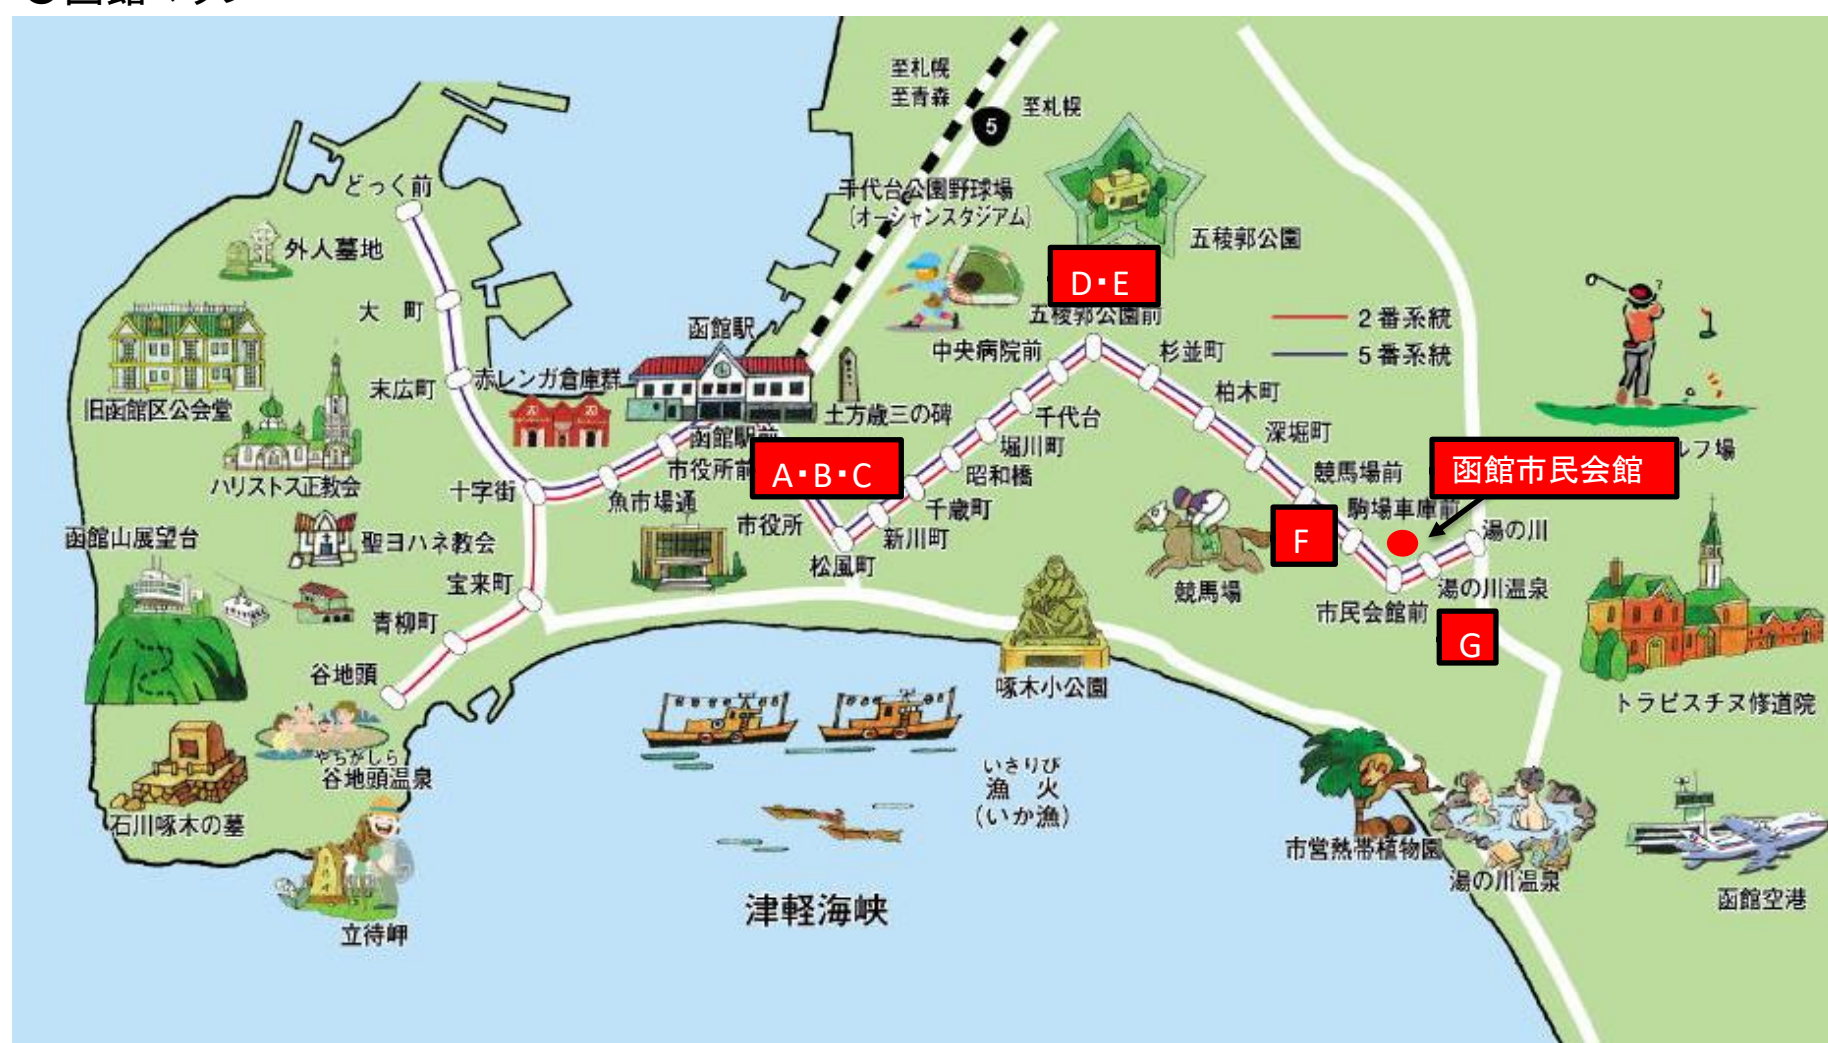 至札幌
至青森
至札幌
5
どっく前
千代台公園野球場
(オーシャンスタジアム)
外人墓地
五稜郭公園
D・E
大 町
五稜郭公園前
2番系統
函館駅
中央病院前
杉並町
5番系統
末広町
赤レンガ倉庫群
柏木町
旧函館区公会堂
土方歳三の碑
千代台
函館駅前
堀川町
深堀町
市役所前
A・B・C
昭和橋
競馬場前
函館市民会館
ルフ場
ハリストス正教会
十字街
魚市場通
千歳町
駒場車庫前
函館山展望台
聖ヨハネ教会
市役所
新川町
F
湯の川
松風町
宝来町
競馬場
湯の川温泉
青柳町
市民会館前
G
谷地頭
啄木小公園
トラピスチヌ修道院
やちがしら
谷地頭温泉
いさりび
漁 火
(いか漁)
石川啄木の墓
市営熱帯植物園
湯の川温泉
函館空港
津軽海峡
立待岬